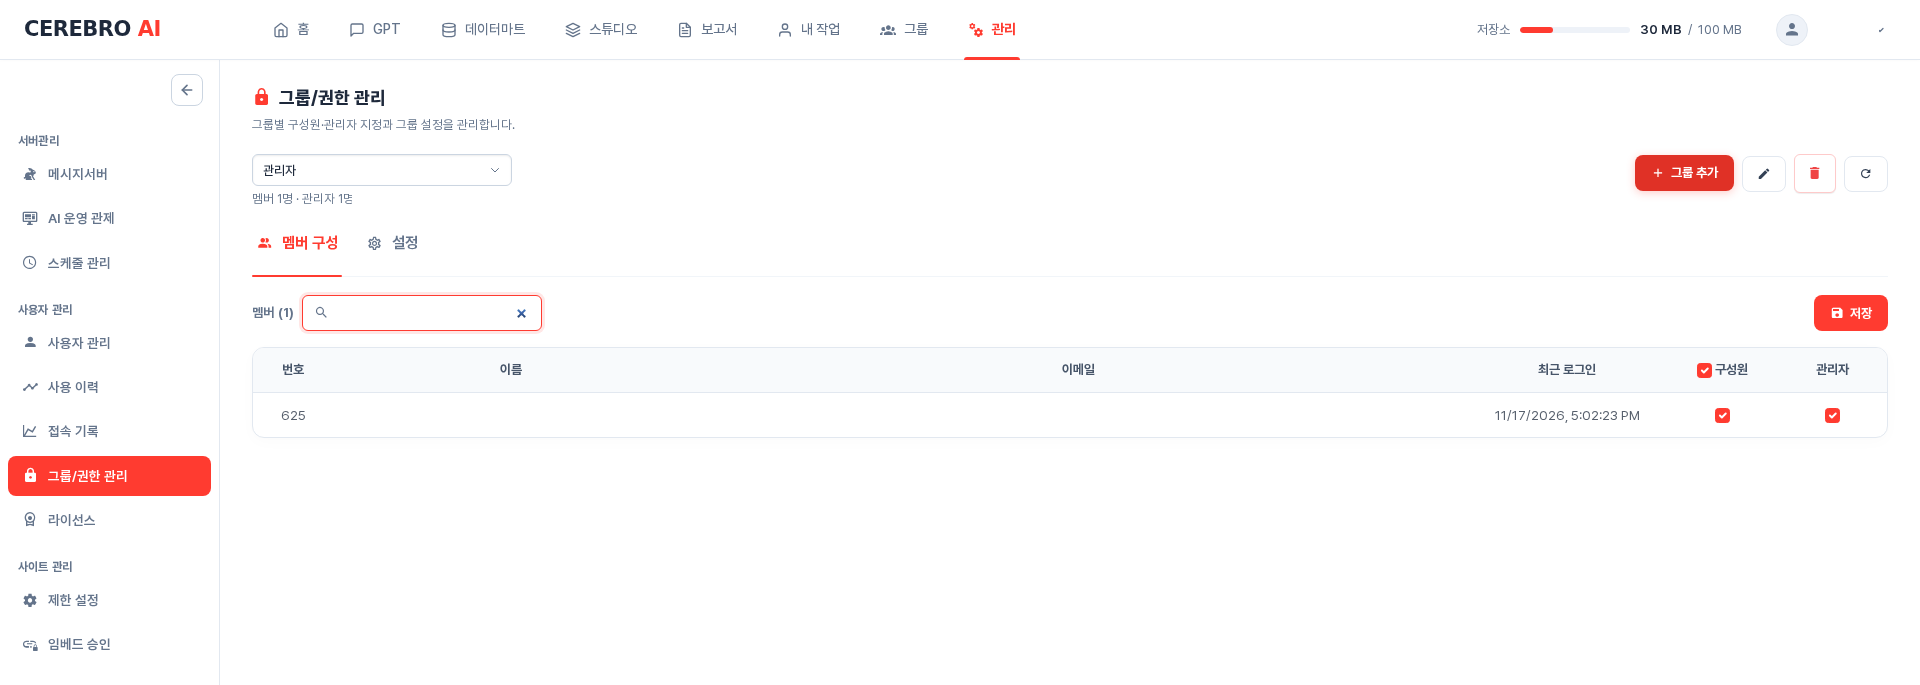 CEREBRO AI
홈
GPT
데이터마트
스튜디오
보고서
내 작업
그룹
관리
저장소
30 MB / 100 MB
서버관리
메시지서버
AI 운영 관제
스케줄 관리
사용자 관리
사용자 관리
사용 이력
접속 기록
그룹/권한 관리
라이선스
사이트 관리
제한 설정
임베드 승인
그룹/권한 관리
그룹별 구성원·관리자 지정과 그룹 설정을 관리합니다.
관리자
멤버 1명 · 관리자 1명
그룹 추가
멤버 구성
설정
멤버 (1)
저장
번호 이름 이메일 최근 로그인 구성원 관리자
625 11/17/2026, 5:02:23 PM